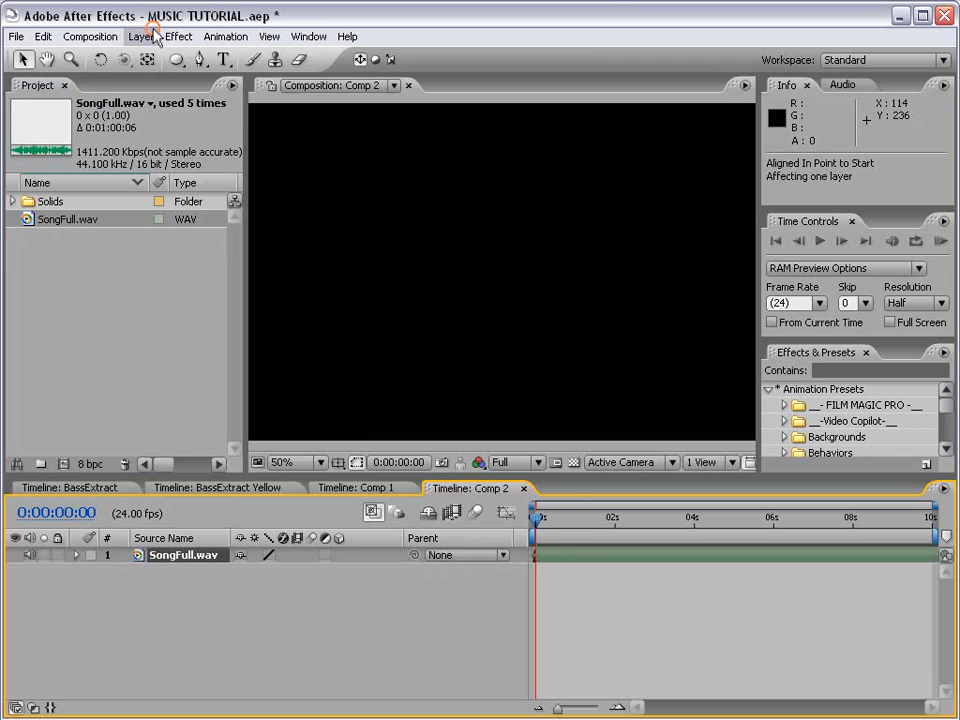 Adobe After Effects - MUSIC TUTORIAL.aep *
File Edit Composition Layer Effect Animation View Window Help
Workspace: Standard
Project
SongFull.wav, used 5 times
0 x 0 (1.00)
Δ 0:01:00:06
1411.200 Kbps(not sample accurate)
44.100 kHz / 16 bit / Stereo
Name Type
Solids Folder
SongFull.wav WAV
8 bpc
Composition: Comp 2
50% 0:00:00:00 Full Active Camera 1 View
Info Audio
R :
G :
B :
A : 0
X : 114
Y : 236
Aligned In Point to Start
Affecting one layer
Time Controls
RAM Preview Options
Frame Rate Skip Resolution
(24) 0 Half
From Current Time Full Screen
Effects & Presets
Contains:
* Animation Presets
__- FILM MAGIC PRO -__
__-Video Copilot-__
Backgrounds
Behaviors
Timeline: BassExtract Timeline: BassExtract Yellow Timeline: Comp 1 Timeline: Comp 2
0:00:00:00 (24.00 fps)
# Source Name Parent
1 SongFull.wav None
02s 04s 06s 08s 10s